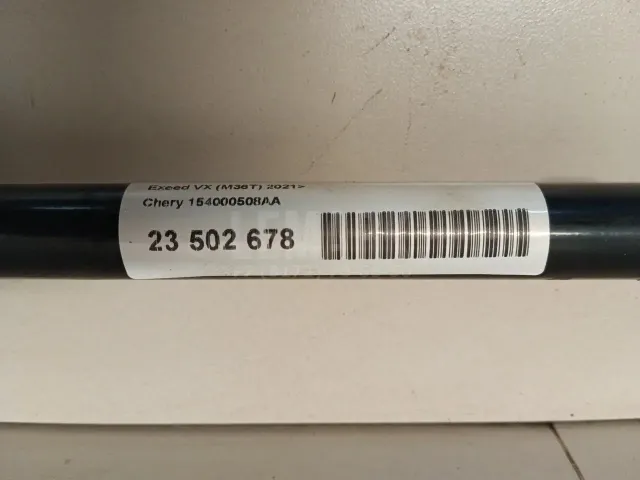 Exeed VX (M36T) 2021>
Chery 154000508AA
23 502 678